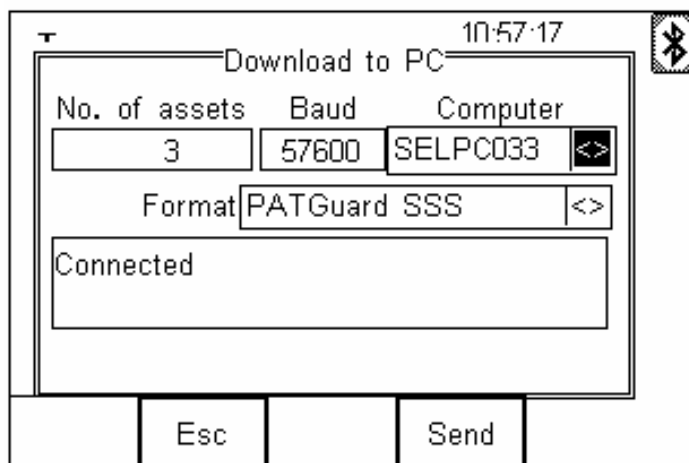 10:57:17
Download to PC
No. of assets Baud Computer
3 57600 SELPC033 <>
Format PATGuard SSS <>
Connected
Esc Send